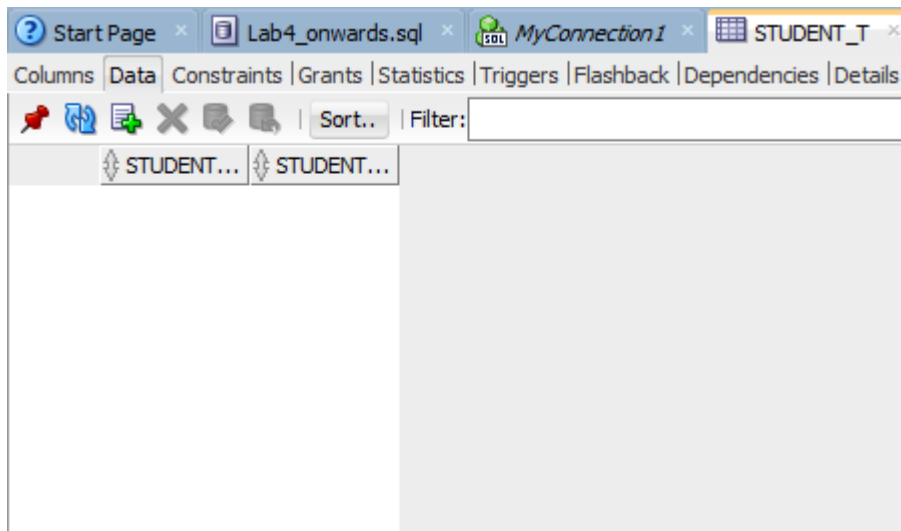 Start Page Lab4_onwards.sql MyConnection1 STUDENT_T
Columns Data Constraints |Grants |Statistics |Triggers |Flashback |Dependencies |Details
Sort.. Filter:
STUDENT... STUDENT...